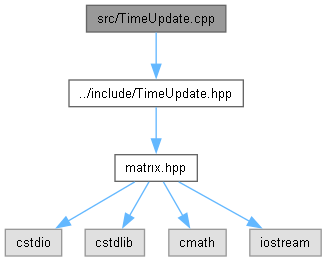 src/TimeUpdate.cpp
../include/TimeUpdate.hpp
matrix.hpp
cstdio
cstdlib
cmath
iostream